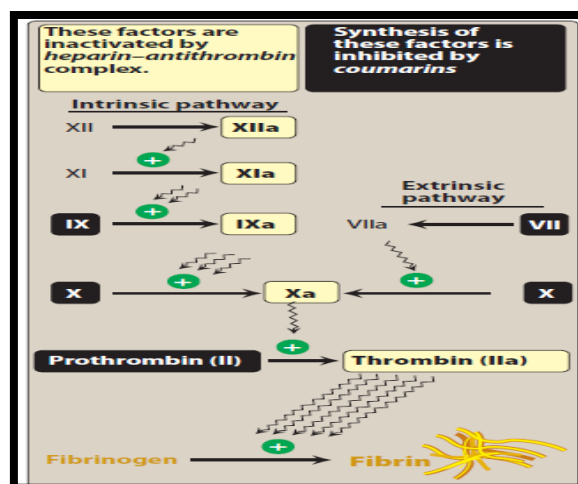 These factors are
inactivated by
heparin–antithrombin
complex.
Synthesis of
these factors is
inhibited by
coumarins
Intrinsic pathway
XII XIIa
+
XI XIa
+
Extrinsic
pathway
IX IXa VIIa VII
+ +
X Xa X
+
Prothrombin (II) Thrombin (IIa)
+
Fibrinogen Fibrin